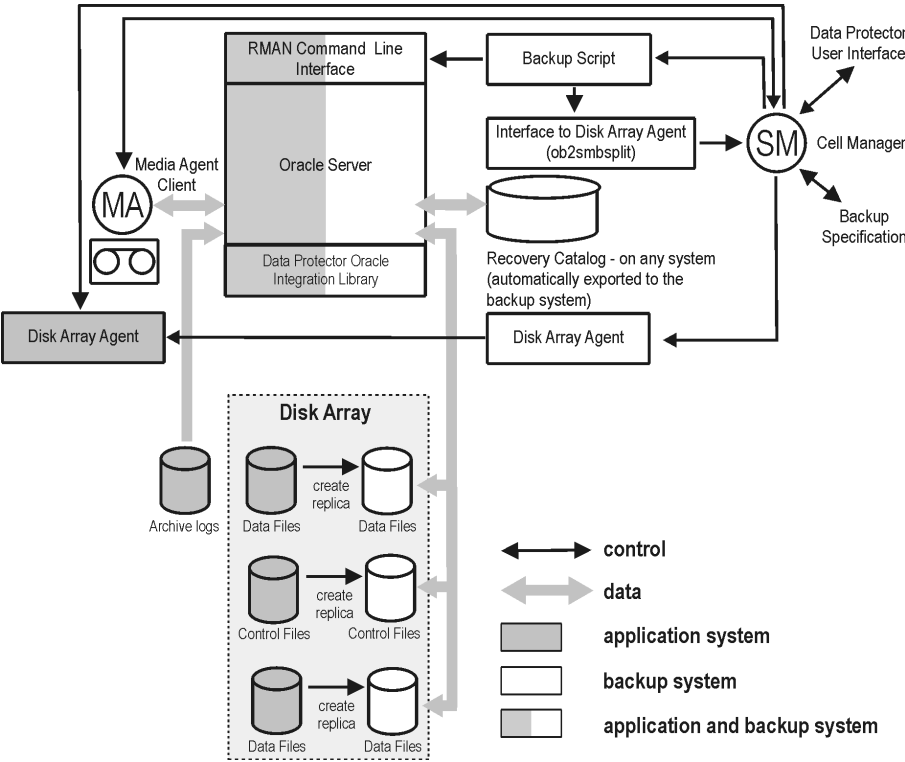 RMAN Command Line
Interface
Backup Script
Data Protector
User Interface
Interface to Disk Array Agent
(ob2smbsplit)
SM
Cell Manager
Media Agent
Client
Oracle Server
MA
Backup
Specification
Data Protector Oracle
Integration Library
Recovery Catalog - on any system
(automatically exported to the
backup system)
Disk Array Agent
Disk Array Agent
Disk Array
create
replica
Archive logs
Data Files
Data Files
create
replica
Control Files
Control Files
create
replica
Data Files
Data Files
control
data
application system
backup system
application and backup system